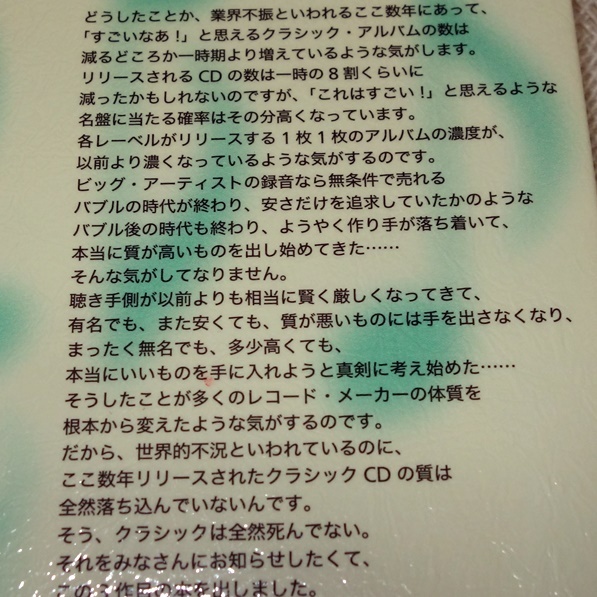 どうしたことか、業界不振といわれるここ数年にあって、
「すごいなあ！」と思えるクラシック・アルバムの数は
減るどころか一時期より増えているような気がします。
リリースされるCDの数は一時の8割くらいに
減ったかもしれないのですが、「これはすごい！」と思えるような
名盤に当たる確率はその分高くなっています。
各レーベルがリリースする1枚1枚のアルバムの濃度が、
以前より濃くなっているような気がするのです。
ビッグ・アーティストの録音なら無条件で売れる
バブルの時代が終わり、安さだけを追求していたかのような
バブル後の時代も終わり、ようやく作り手が落ち着いて、
本当に質が高いものを出し始めてきた……
そんな気がしてなりません。
聴き手側が以前よりも相当に賢く厳しくなってきて、
有名でも、また安くても、質が悪いものには手を出さなくなり、
まったく無名でも、多少高くても、
本当にいいものを手に入れようと真剣に考え始めた……
そうしたことが多くのレコード・メーカーの体質を
根本から変えたような気がするのです。
だから、世界的不況といわれているのに、
ここ数年リリースされたクラシックCDの質は
全然落ち込んでいないんです。
そう、クラシックは全然死んでない。
それをみなさんにお知らせしたくて、
この3作目の本を出しました。